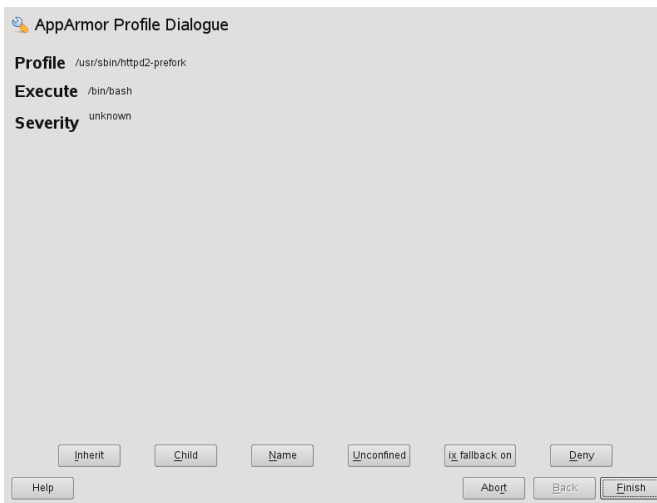 AppArmor Profile Dialogue
Profile /usr/sbin/httpd2-prefork
Execute /bin/bash
Severity unknown
Inherit Child Name Unconfined ix fallback on Deny
Help Abort Back Finish